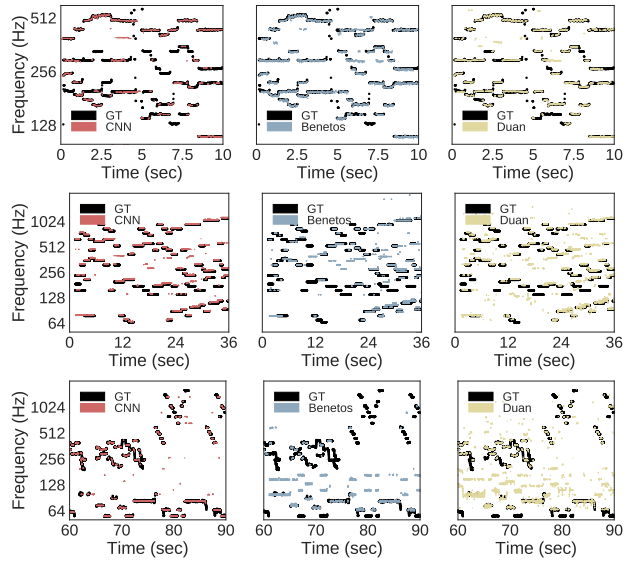 Frequency (Hz)
512
256
128
GT
CNN
GT
Benetos
GT
Duan
0 2.5 5 7.5 10
0 2.5 5 7.5 10
0 2.5 5 7.5 10
Time (sec)
Time (sec)
Time (sec)
Frequency (Hz)
1024
512
256
128
64
GT
CNN
GT
Benetos
GT
Duan
0 12 24 36
0 12 24 36
0 12 24 36
Time (sec)
Time (sec)
Time (sec)
Frequency (Hz)
1024
512
256
128
64
GT
CNN
GT
Benetos
GT
Duan
60 70 80 90
60 70 80 90
60 70 80 90
Time (sec)
Time (sec)
Time (sec)